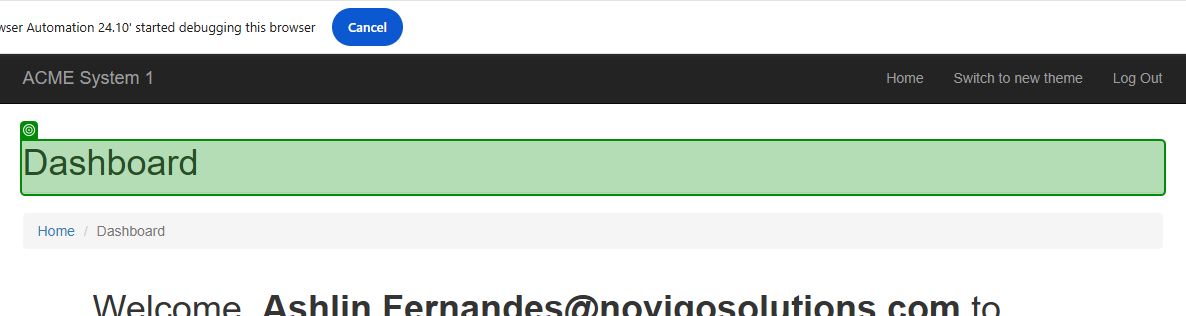 wser Automation 24.10' started debugging this browser Cancel
ACME System 1 Home Switch to new theme Log Out
Dashboard
Home / Dashboard
Welcome, Ashlin.Fernandes@novigosolutions.com to